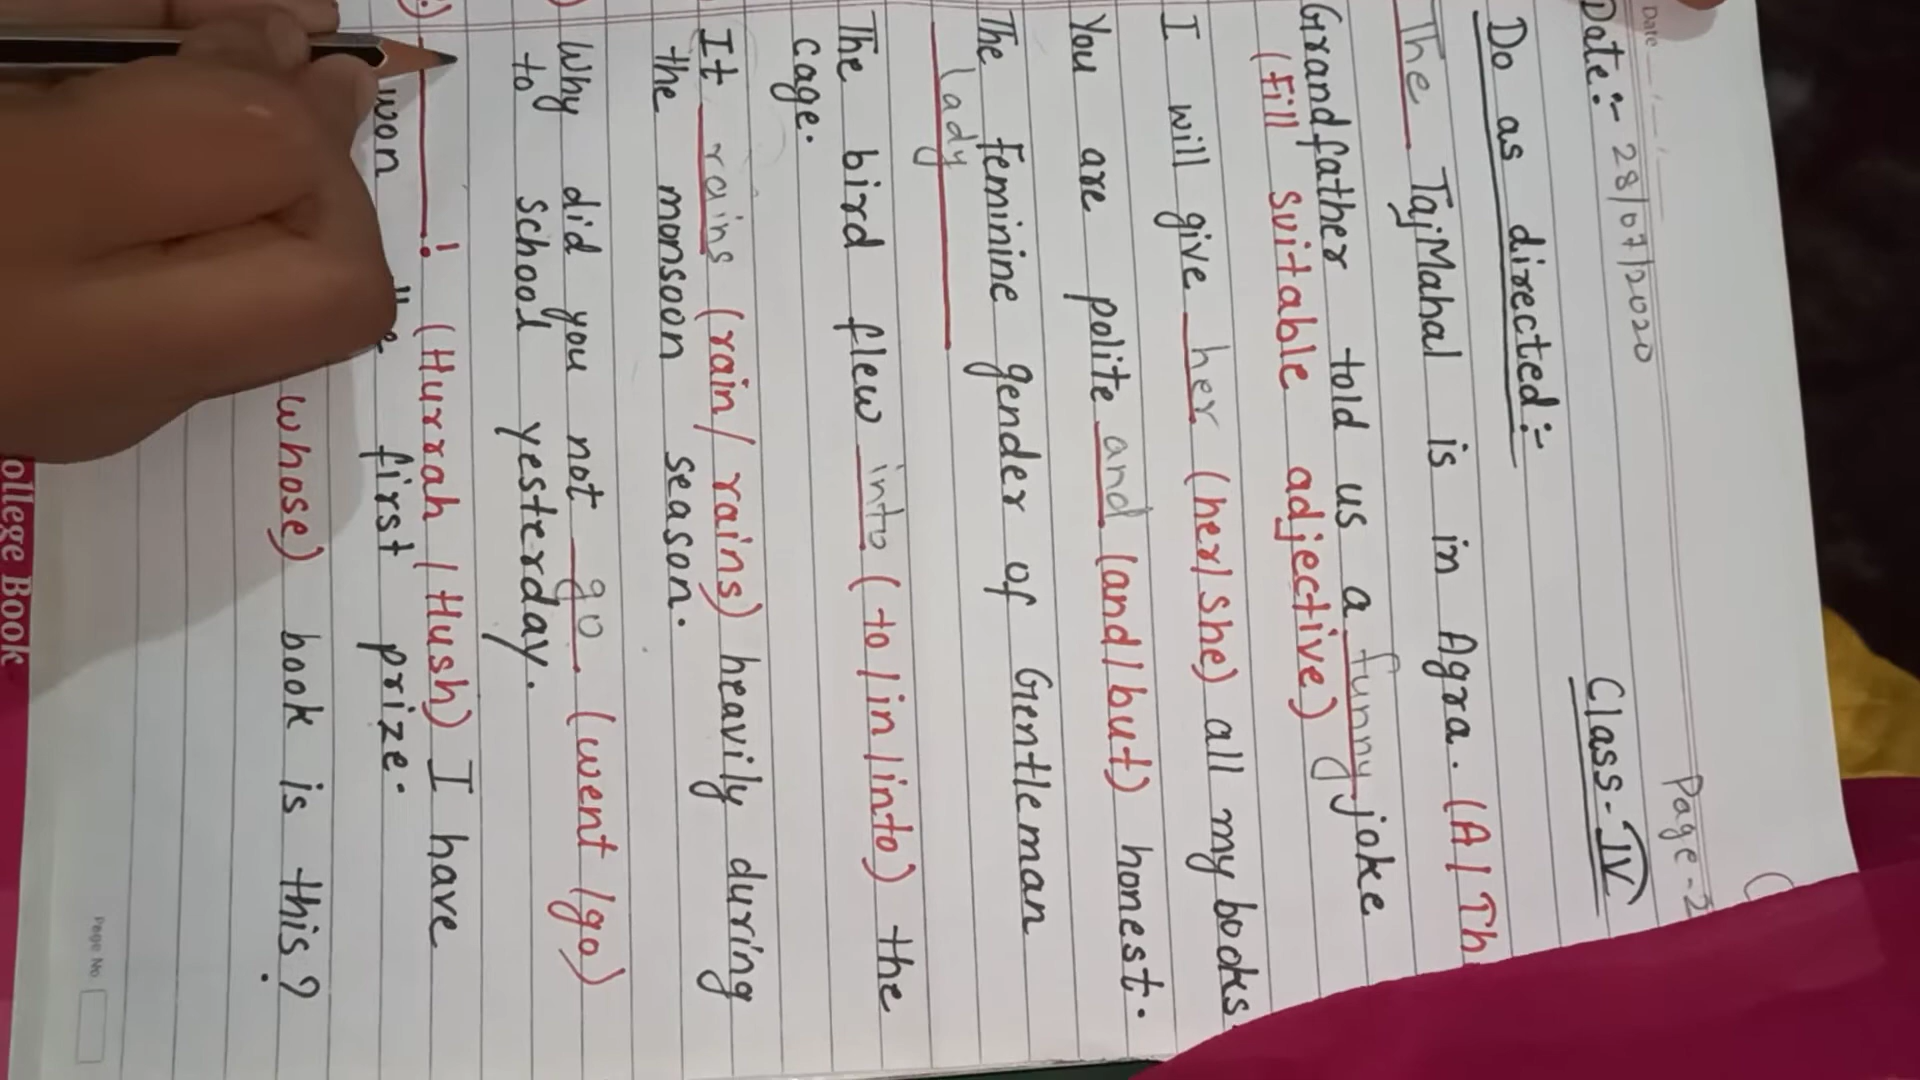 Page-2
Date
Date:- 28/07/2020 Class-IV
Do as directed:-
The TajMahal is in Agra. (A/Th
Grandfather told us a funny joke
(Fill suitable adjective)
I will give her (her/she) all my books
You are polite and (and/but) honest.
The feminine gender of Gentleman
lady
The bird flew into (to/in/into) the
cage.
It rains (rain/rains) heavily during
the monsoon season.
Why did you not go (went/go)
to school yesterday.
! (Hurrah/Hush) I have
won first prize.
whose) book is this?
Page No
ollege Book